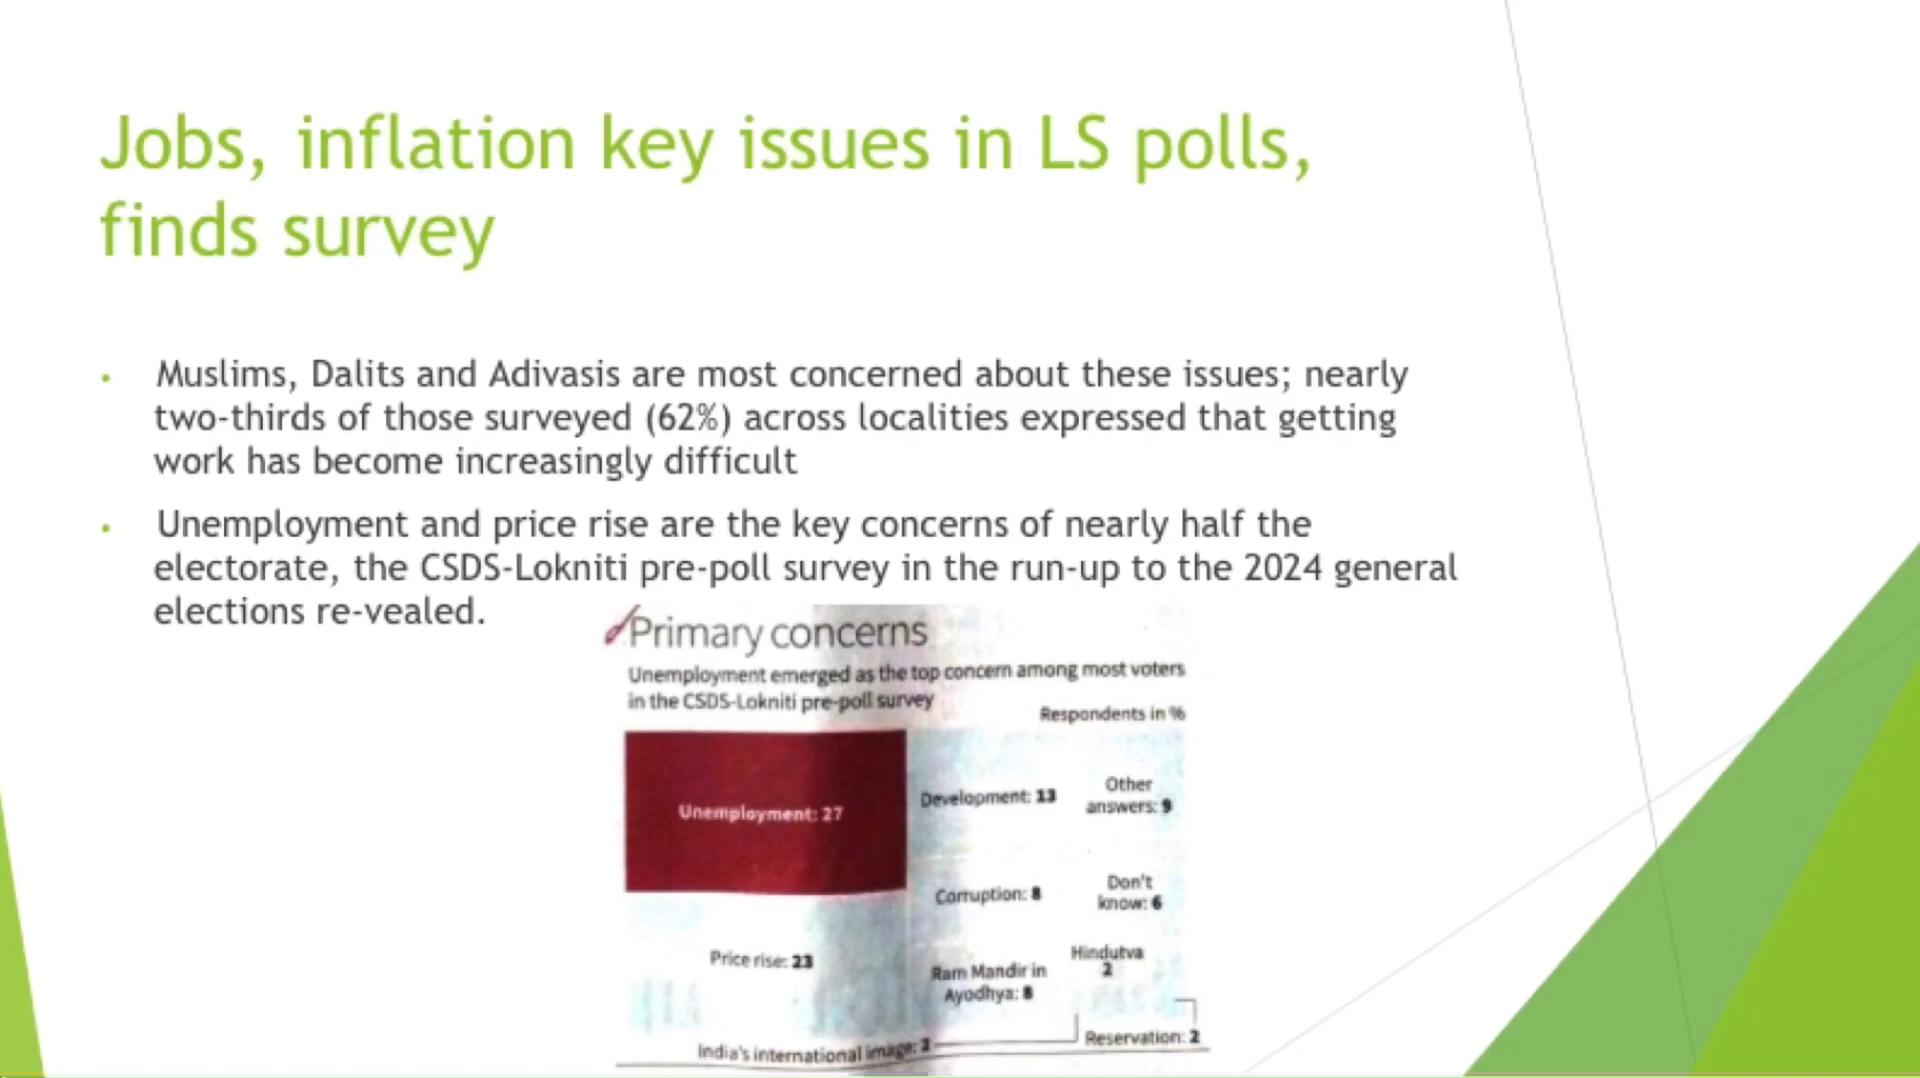 Jobs, inflation key issues in LS polls,
finds survey
• Muslims, Dalits and Adivasis are most concerned about these issues; nearly
two-thirds of those surveyed (62%) across localities expressed that getting
work has become increasingly difficult
• Unemployment and price rise are the key concerns of nearly half the
electorate, the CSDS-Lokniti pre-poll survey in the run-up to the 2024 general
elections re-vealed.
Primary concerns
Unemployment emerged as the top concern among most voters
in the CSDS-Lokniti pre-poll survey
Respondents in %
Unemployment: 27
Development: 13
Other
answers: 9
Corruption: 8
Don't
know: 6
Price rise: 23
Ram Mandir in
Ayodhya: 8
Hindutva
2
India's international image: 2
Reservation: 2